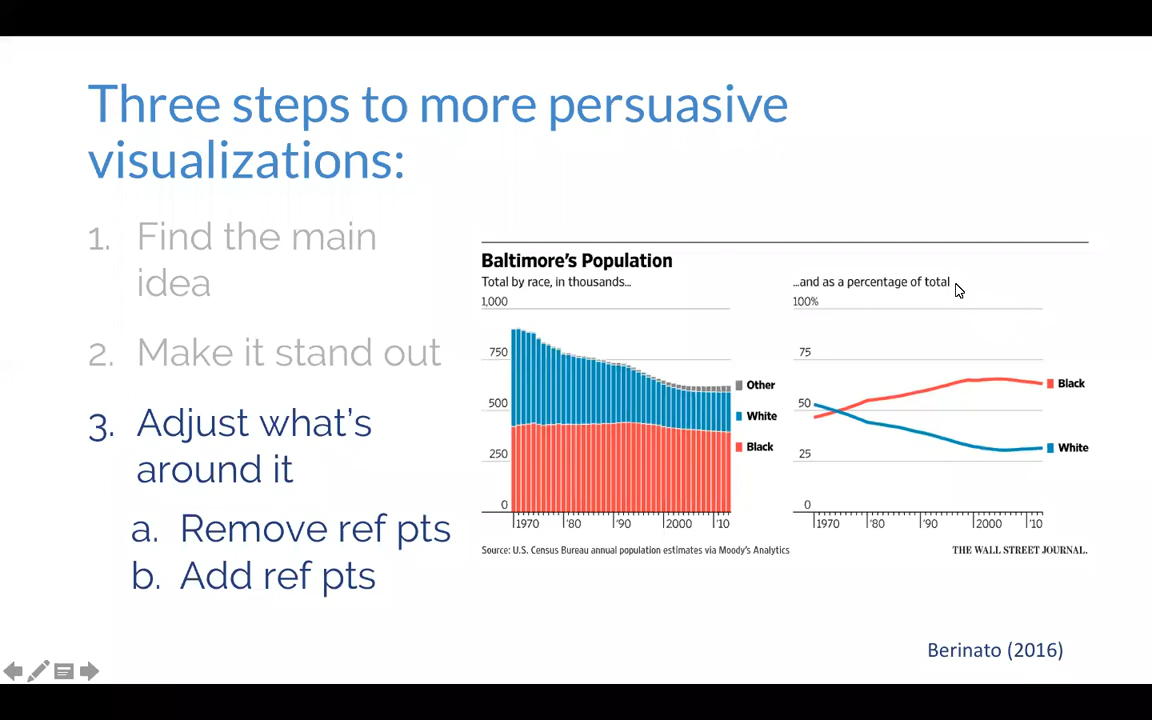 Three steps to more persuasive
visualizations:
1. Find the main
idea
2. Make it stand out
3. Adjust what's
around it
a. Remove ref pts
b. Add ref pts
Baltimore's Population
Total by race, in thousands...
1,000
750
500
250
0
1970 '80 '90 2000 '10
Other
White
Black
...and as a percentage of total
100%
75
50
25
0
1970 '80 '90 2000 '10
Black
White
Source: U.S. Census Bureau annual population estimates via Moody's Analytics
THE WALL STREET JOURNAL.
Berinato (2016)